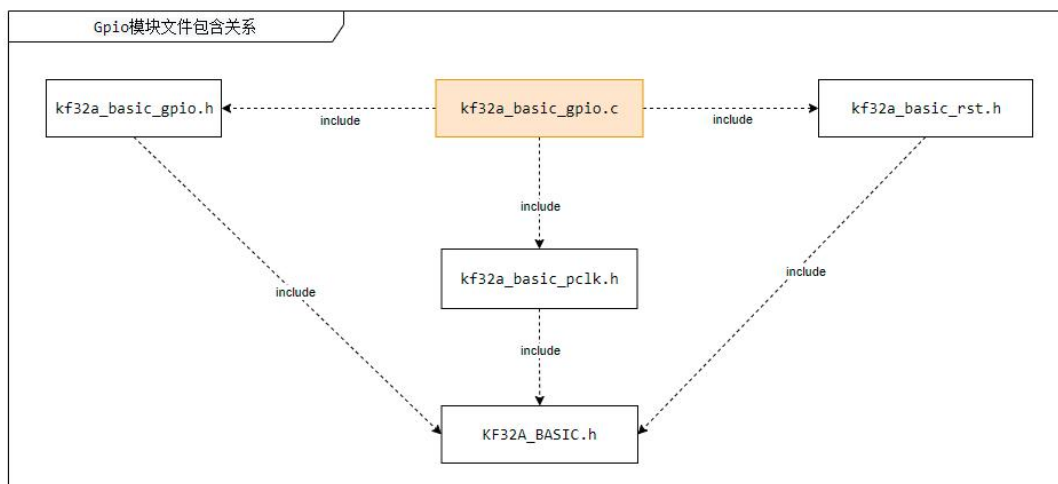 Gpio模块文件包含关系
kf32a_basic_gpio.h
kf32a_basic_gpio.c
kf32a_basic_rst.h
include
include
include
kf32a_basic_pclk.h
include
include
include
KF32A_BASIC.h